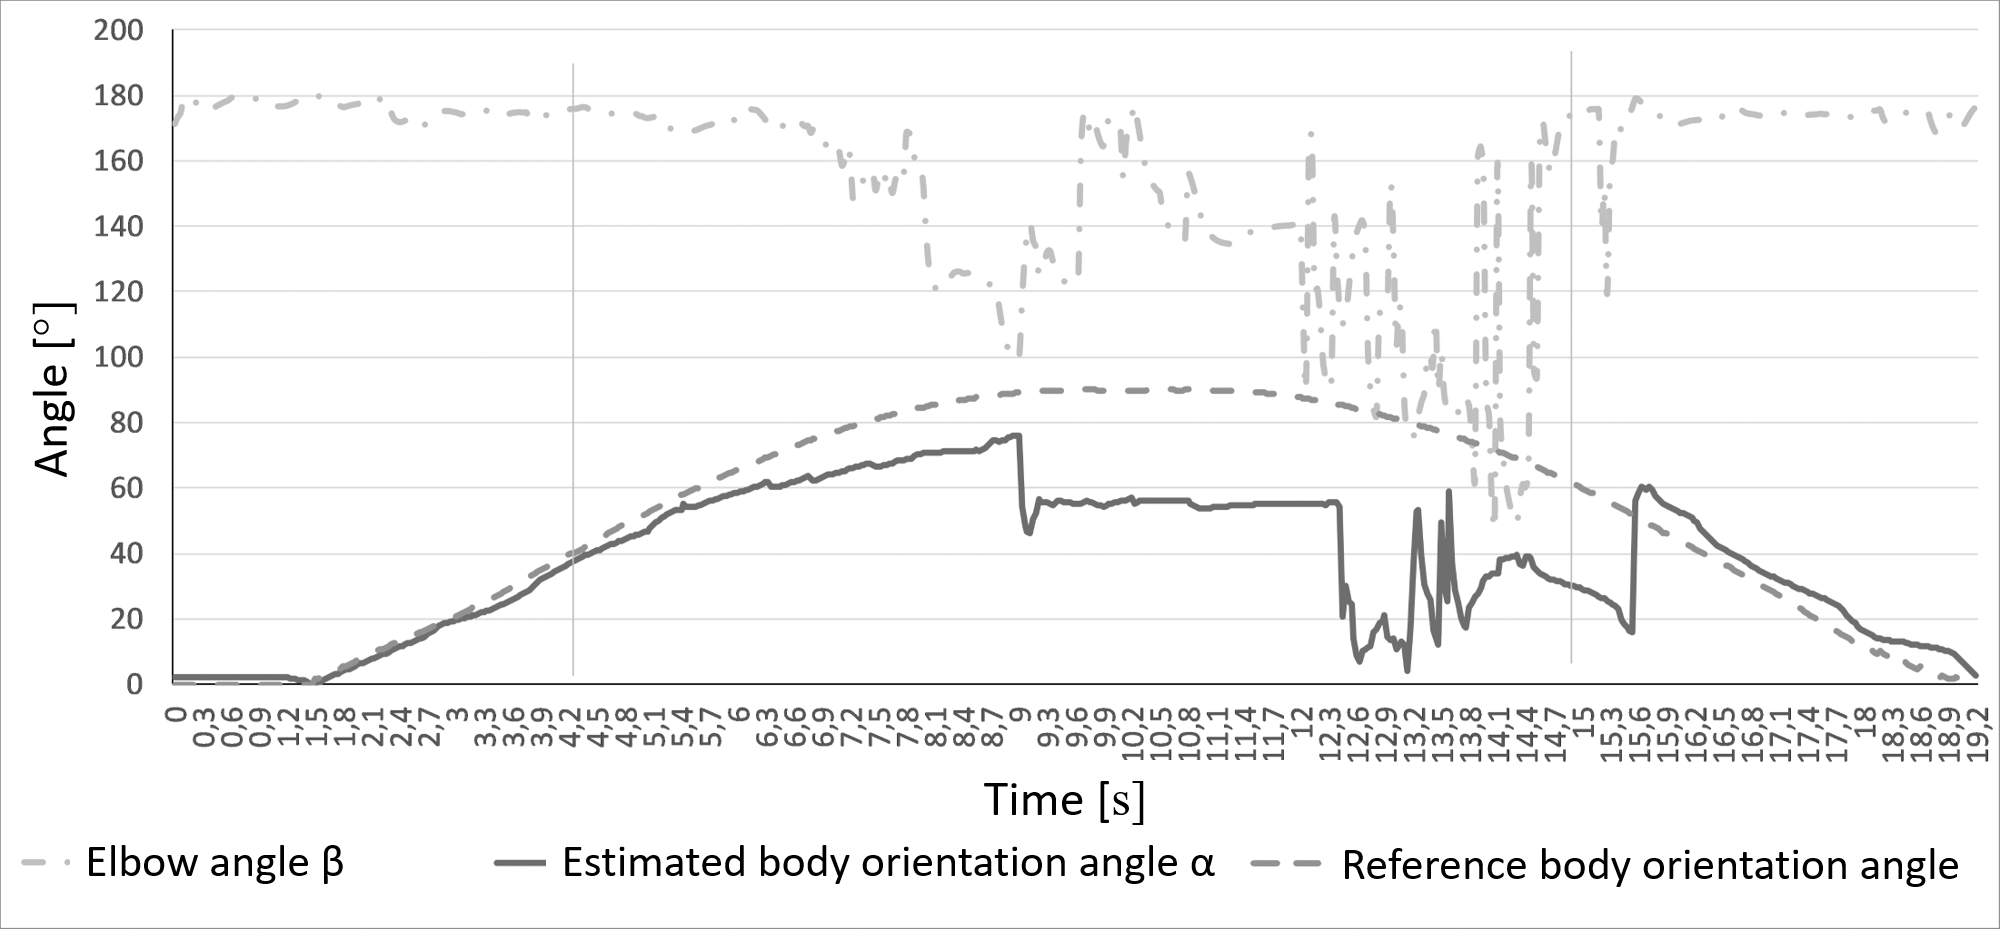 200
180
160
140
120
100
80
60
40
20
0
Angle [°]
0 0,3 0,6 0,9 1,2 1,5 1,8 2,1 2,4 2,7 3 3,3 3,6 3,9 4,2 4,5 4,8 5,1 5,4 5,7 6 6,3 6,6 6,9 7,2 7,5 7,8 8,1 8,4 8,7 9 9,3 9,6 9,9 10,2 10,5 10,8 11,1 11,4 11,7 12 12,3 12,6 12,9 13,2 13,5 13,8 14,1 14,4 14,7 15 15,3 15,6 15,9 16,2 16,5 16,8 17,1 17,4 17,7 18 18,3 18,6 18,9 19,2
Time [s]
Elbow angle β Estimated body orientation angle α Reference body orientation angle